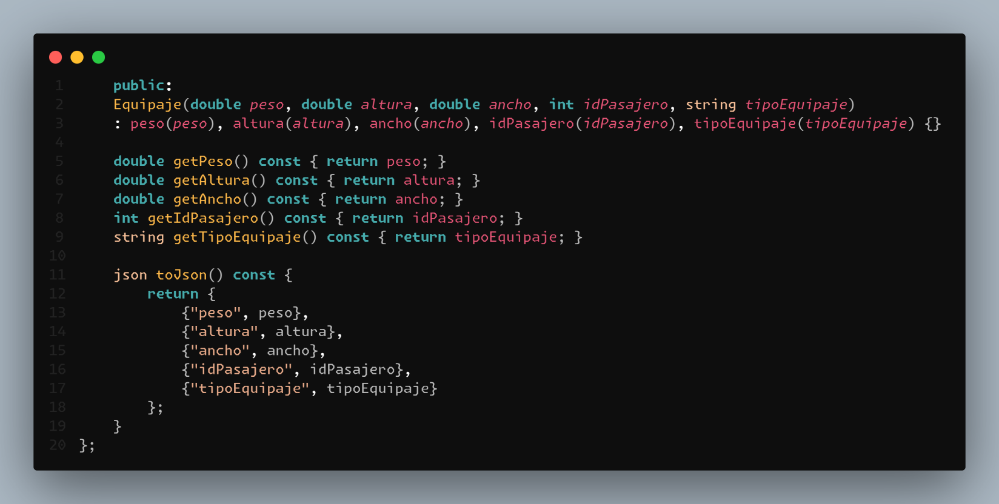 1 public:
2 Equipaje(double peso, double altura, double ancho, int idPasajero, string tipoEquipaje)
3 : peso(peso), altura(altura), ancho(ancho), idPasajero(idPasajero), tipoEquipaje(tipoEquipaje) {}
4
5 double getPeso() const { return peso; }
6 double getAltura() const { return altura; }
7 double getAncho() const { return ancho; }
8 int getIdPasajero() const { return idPasajero; }
9 string getTipoEquipaje() const { return tipoEquipaje; }
10
11 json toJson() const {
12 return {
13 {"peso", peso},
14 {"altura", altura},
15 {"ancho", ancho},
16 {"idPasajero", idPasajero},
17 {"tipoEquipaje", tipoEquipaje}
18 };
19 }
20 };